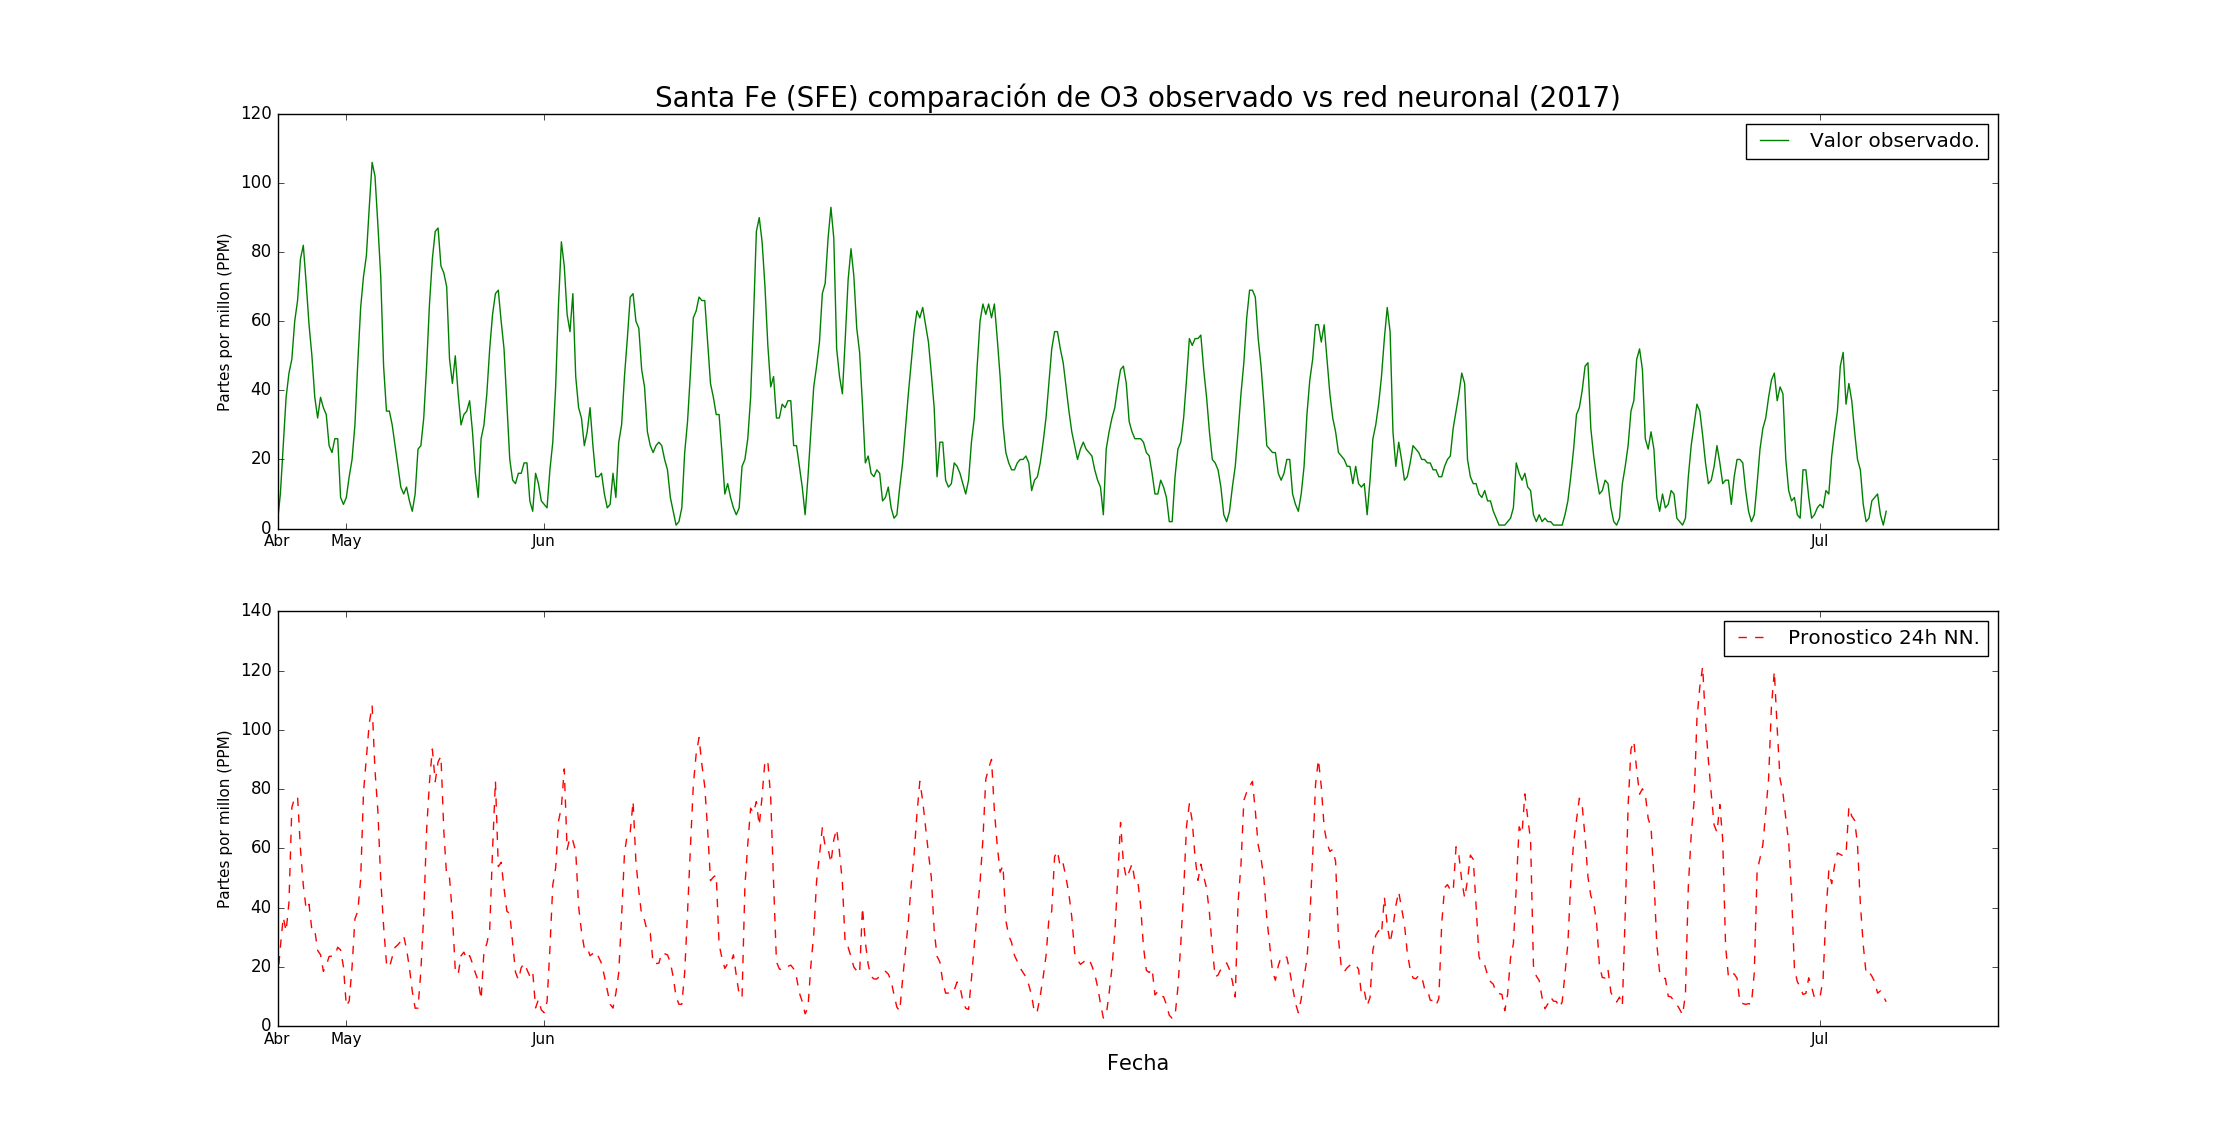 Santa Fe (SFE) comparación de O3 observado vs red neuronal (2017)
120
100
80
60
40
20
0
Partes por millon (PPM)
Valor observado.
Abr May Jun Jul
140
120
100
80
60
40
20
0
Partes por millon (PPM)
Pronostico 24h NN.
Abr May Jun Jul
Fecha